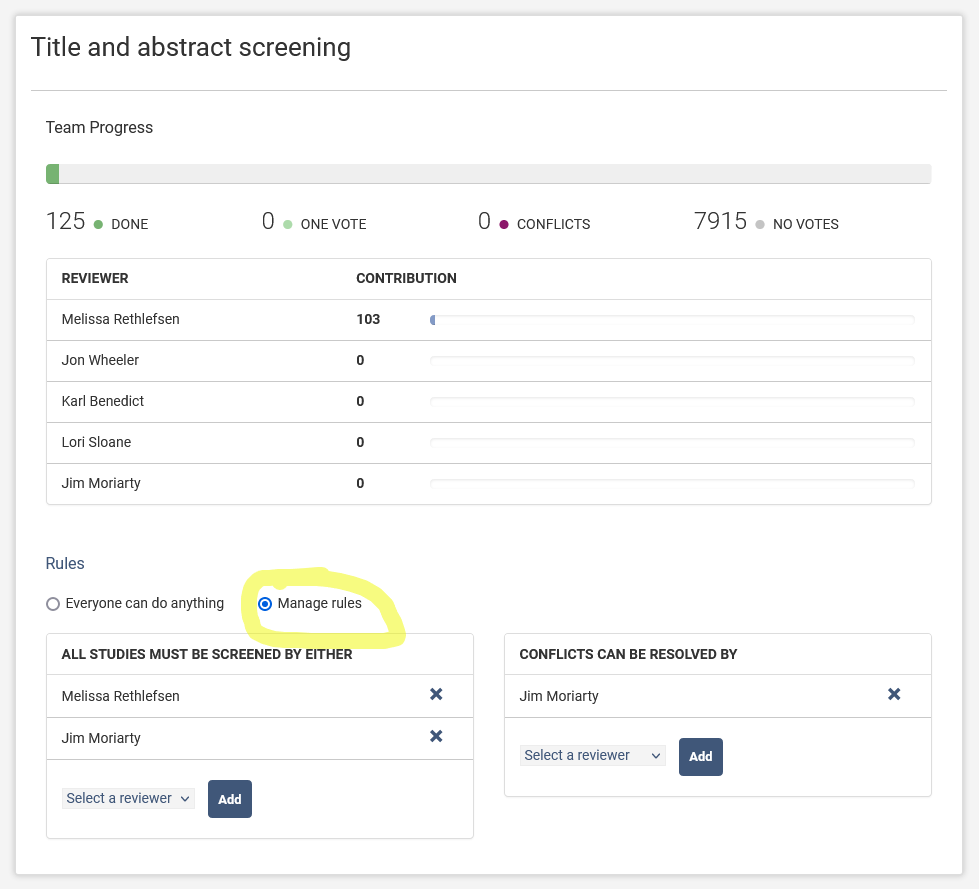 Title and abstract screening
Team Progress
125 DONE 0 ONE VOTE 0 CONFLICTS 7915 NO VOTES
REVIEWER CONTRIBUTION
Melissa Rethlefsen 103
Jon Wheeler 0
Karl Benedict 0
Lori Sloane 0
Jim Moriarty 0
Rules
Everyone can do anything Manage rules
ALL STUDIES MUST BE SCREENED BY EITHER
Melissa Rethlefsen
Jim Moriarty
Select a reviewer Add
CONFLICTS CAN BE RESOLVED BY
Jim Moriarty
Select a reviewer Add